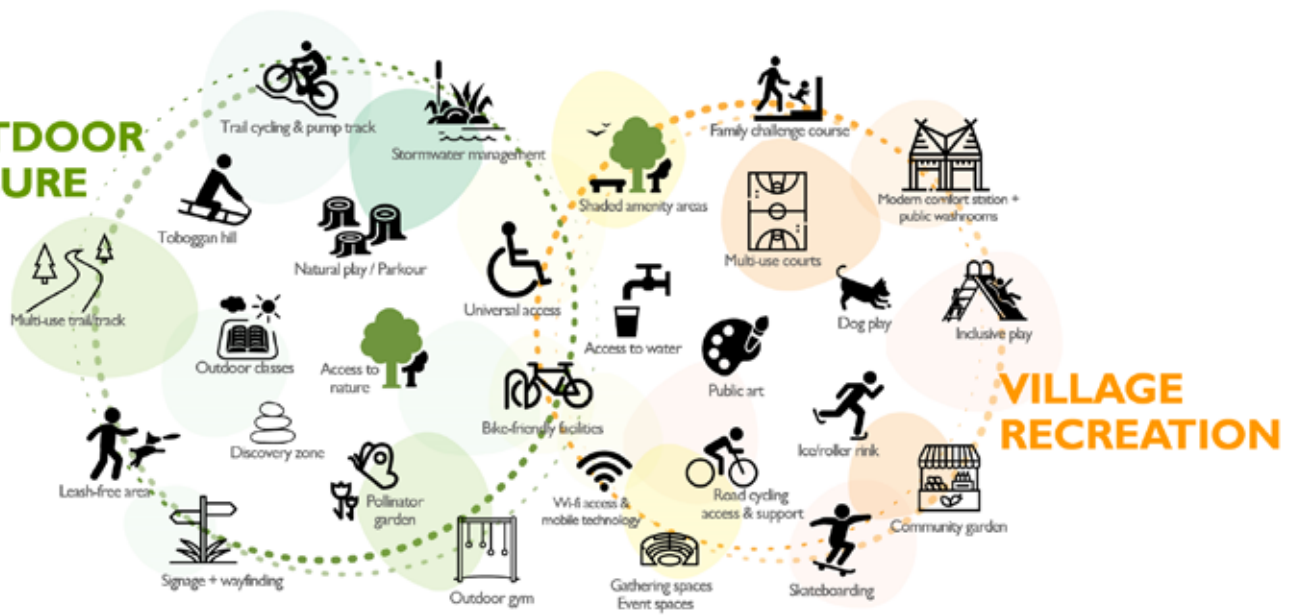 TDOOR
URE
Trail cycling & pump track
Stormwater management
Toboggan hill
Natural play / Parkour
Multi-use trail/track
Universal access
Outdoor classes
Access to
nature
Bike-friendly facilities
Discovery zone
Leash-free area
Pollinator
garden
Signage + wayfinding
Outdoor gym
Family challenge course
Shaded amenity areas
Modern comfort station +
public washrooms
Multi-use courts
Dog play
Inclusive play
Access to water
Public art
VILLAGE
RECREATION
Ice/roller rink
Wi-fi access &
mobile technology
Road cycling
access & support
Community garden
Gathering spaces
Event spaces
Skateboarding